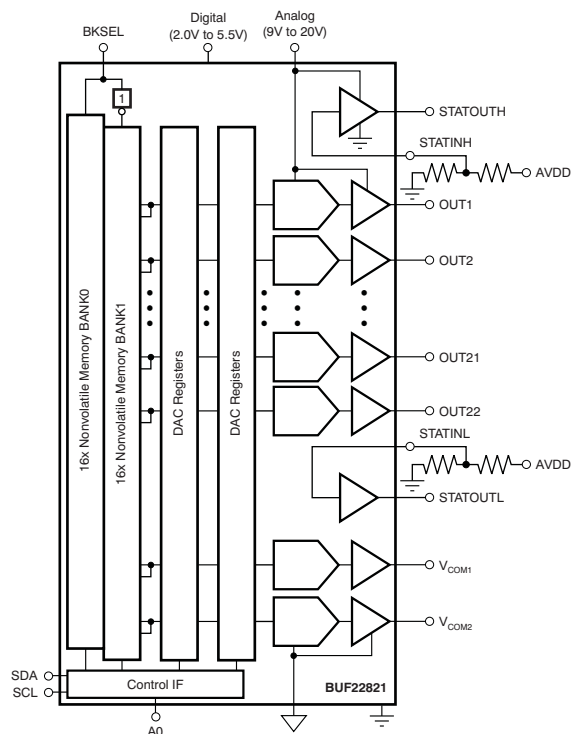 BKSEL
Digital
(2.0V to 5.5V)
Analog
(9V to 20V)
1
STATOUTH
STATINH
AVDD
OUT1
OUT2
16x Nonvolatile Memory BANK0
16x Nonvolatile Memory BANK1
DAC Registers
DAC Registers
OUT21
OUT22
STATINL
AVDD
STATOUTL
VCOM1
VCOM2
SDA
SCL
Control IF
BUF22821
A0